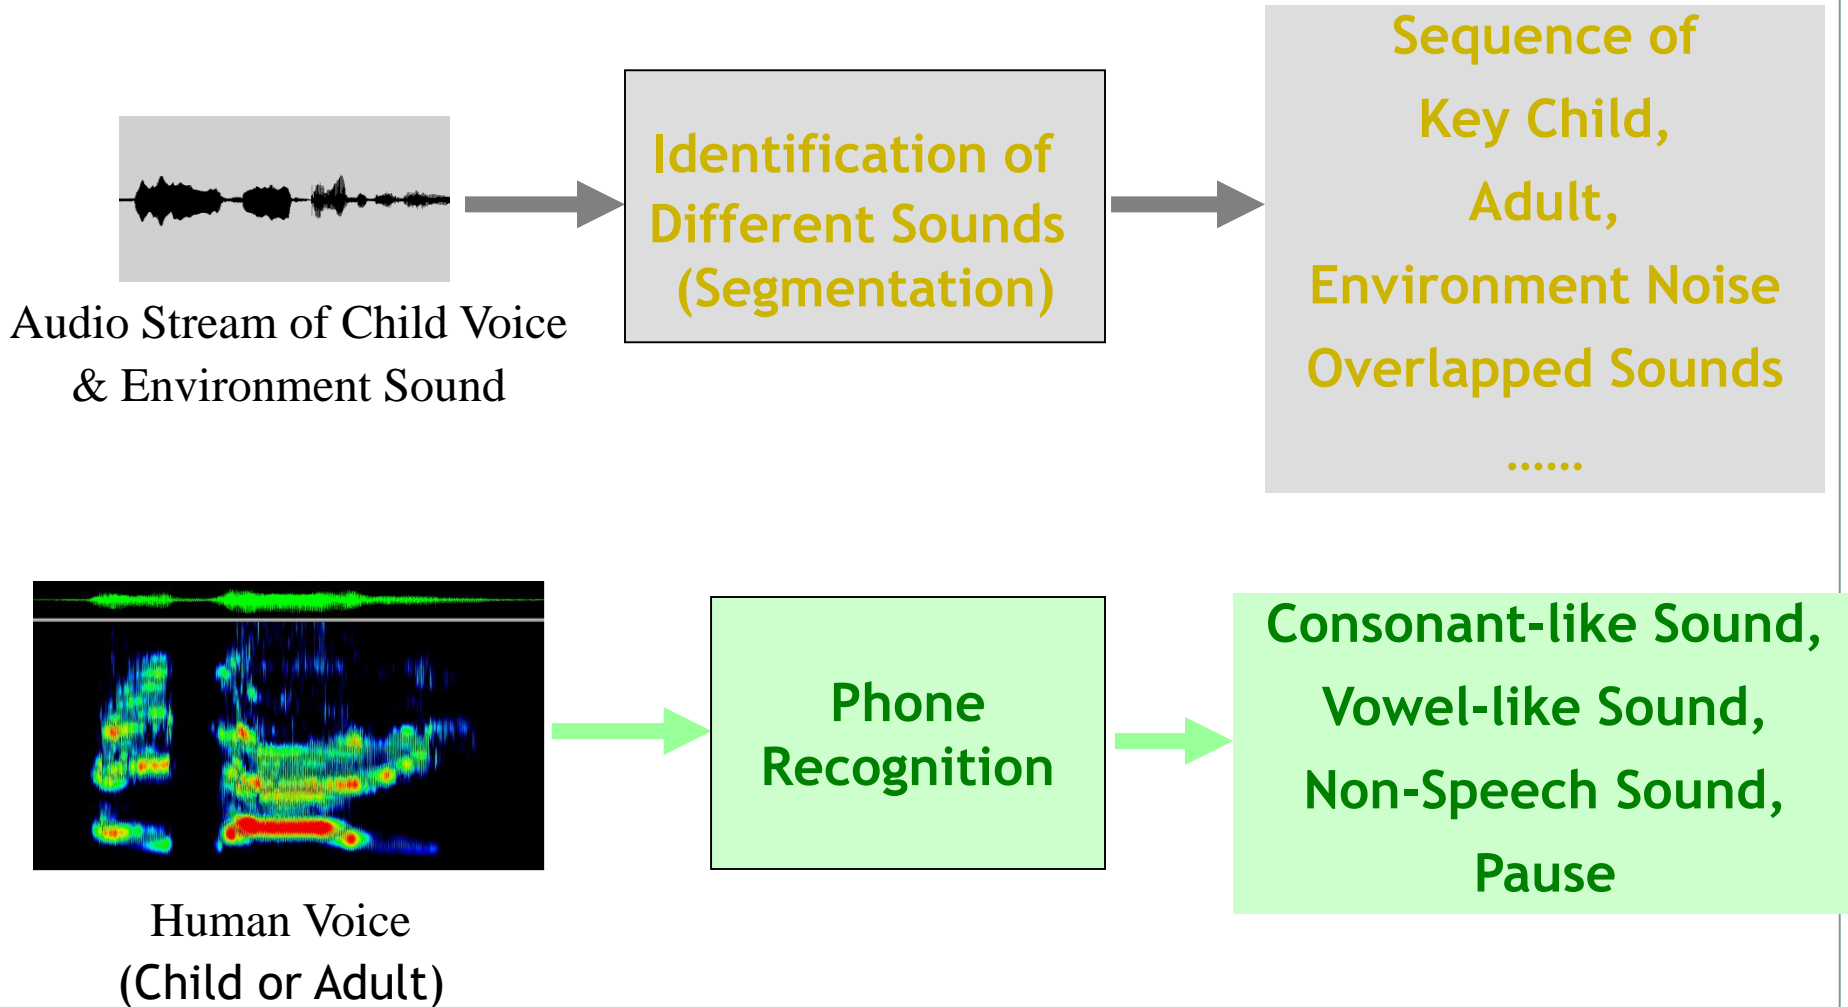 Audio Stream of Child Voice
& Environment Sound
Identification of
Different Sounds
(Segmentation)
Sequence of
Key Child,
Adult,
Environment Noise
Overlapped Sounds
......
Human Voice
(Child or Adult)
Phone
Recognition
Consonant-like Sound,
Vowel-like Sound,
Non-Speech Sound,
Pause